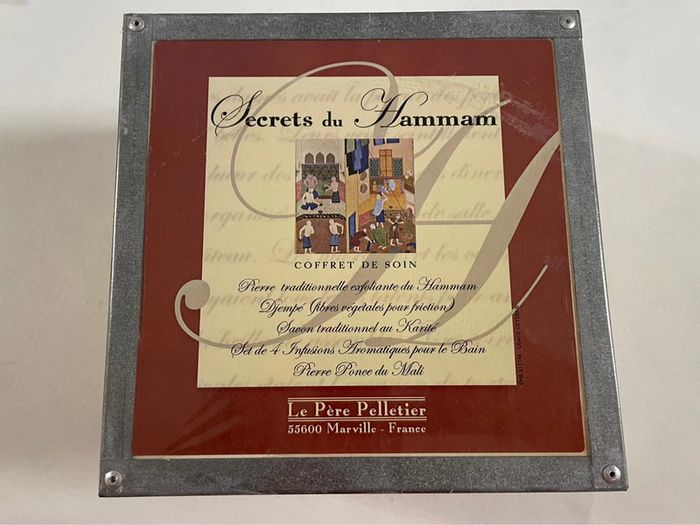 Secrets du Hammam
COFFRET DE SOIN
Pierre traditionnelle exfoliante du Hammam
Djempé (fibres végétales pour friction)
Savon traditionnel au Karité
Set de 4 Infusions Aromatiques pour le Bain
Pierre Ponce du Mali
Le Père Pelletier
55600 Marville - France